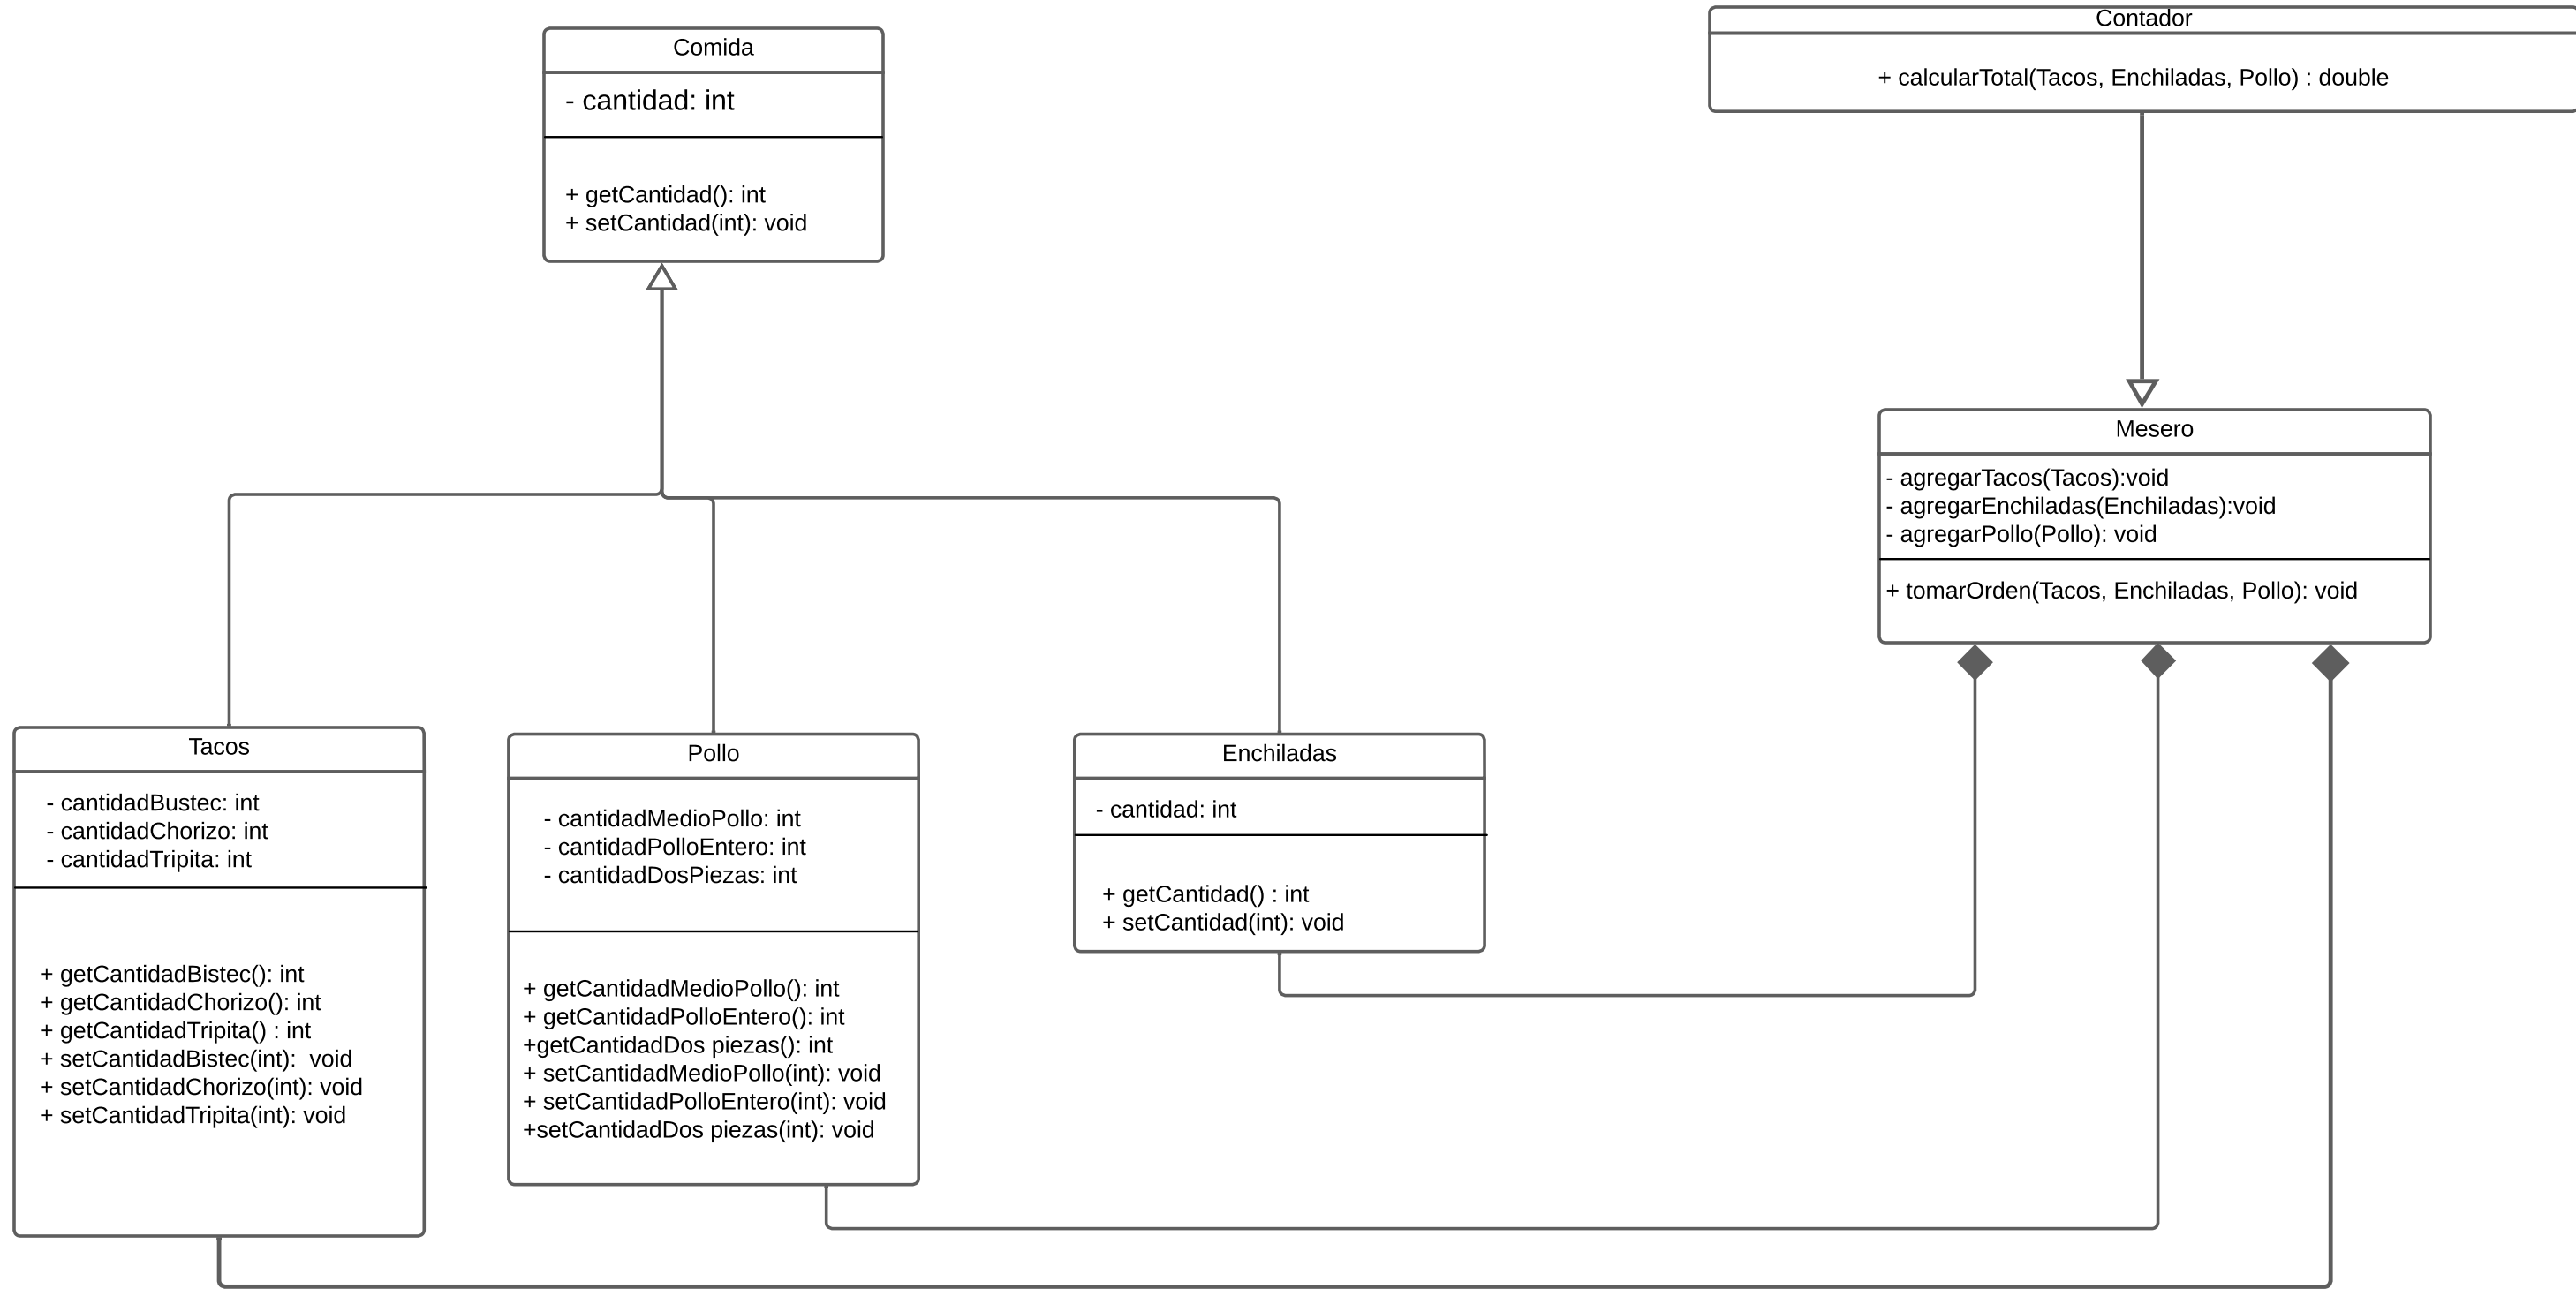 Comida
- cantidad: int
+ getCantidad(): int
+ setCantidad(int): void
Contador
+ calcularTotal(Tacos, Enchiladas, Pollo) : double
Mesero
- agregarTacos(Tacos):void
- agregarEnchiladas(Enchiladas):void
- agregarPollo(Pollo): void
+ tomarOrden(Tacos, Enchiladas, Pollo): void
Tacos
- cantidadBustec: int
- cantidadChorizo: int
- cantidadTripita: int
+ getCantidadBistec(): int
+ getCantidadChorizo(): int
+ getCantidadTripita() : int
+ setCantidadBistec(int):  void
+ setCantidadChorizo(int): void
+ setCantidadTripita(int): void
Pollo
- cantidadMedioPollo: int
- cantidadPolloEntero: int
- cantidadDosPiezas: int
+ getCantidadMedioPollo(): int
+ getCantidadPolloEntero(): int
+getCantidadDos piezas(): int
+ setCantidadMedioPollo(int): void
+ setCantidadPolloEntero(int): void
+setCantidadDos piezas(int): void
Enchiladas
- cantidad: int
+ getCantidad() : int
+ setCantidad(int): void